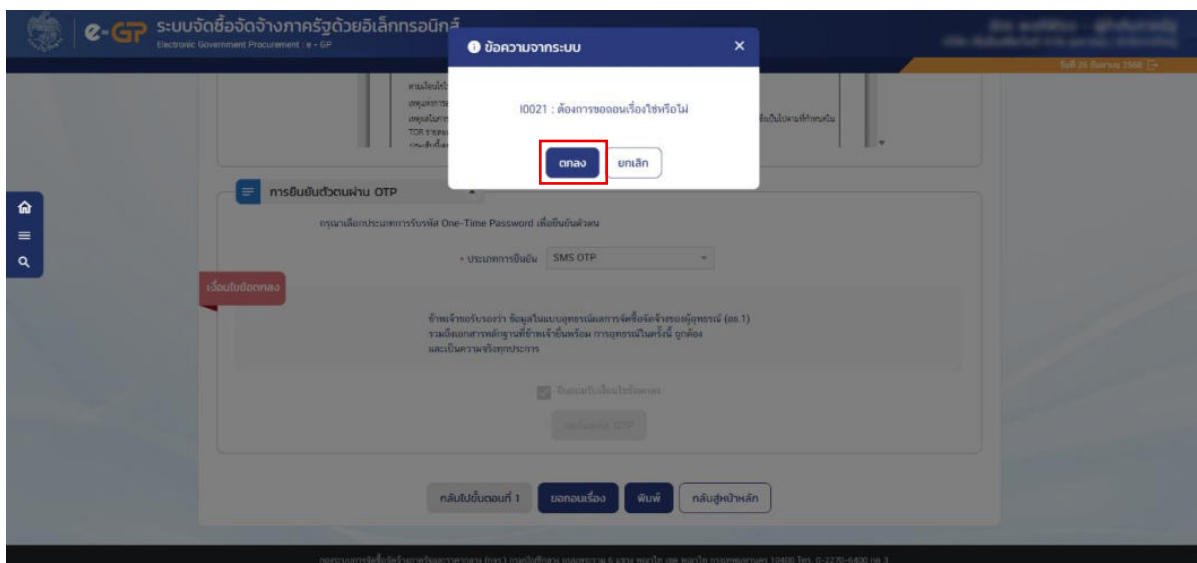 e-GP ระบบจัดซื้อจัดจ้างภาครัฐด้วยอิเล็กทรอนิกส์
Electronic Government Procurement : e - GP
วันที่ 26 กันยายน 2568
ข้อความจากระบบ
I0021 : ต้องการขอถอนเรื่องใช่หรือไม่
ตกลง
ยกเลิก
การยืนยันตัวตนผ่าน OTP
กรุณาเลือกประเภทการรับรหัส One-Time Password เพื่อยืนยันตัวตน
* ประเภทการยืนยัน SMS OTP
เงื่อนไขข้อตกลง
ข้าพเจ้าขอรับรองว่า ข้อมูลในแบบอุทธรณ์ผลการจัดซื้อจัดจ้างของผู้อุทธรณ์ (อธ.1)
รวมถึงเอกสารหลักฐานที่ข้าพเจ้ายื่นพร้อม การอุทธรณ์ในครั้งนี้ ถูกต้อง
และเป็นความจริงทุกประการ
ยินยอมรับเงื่อนไขข้อตกลง
กลับไปขั้นตอนที่ 1
ขอถอนเรื่อง
พิมพ์
กลับสู่หน้าหลัก